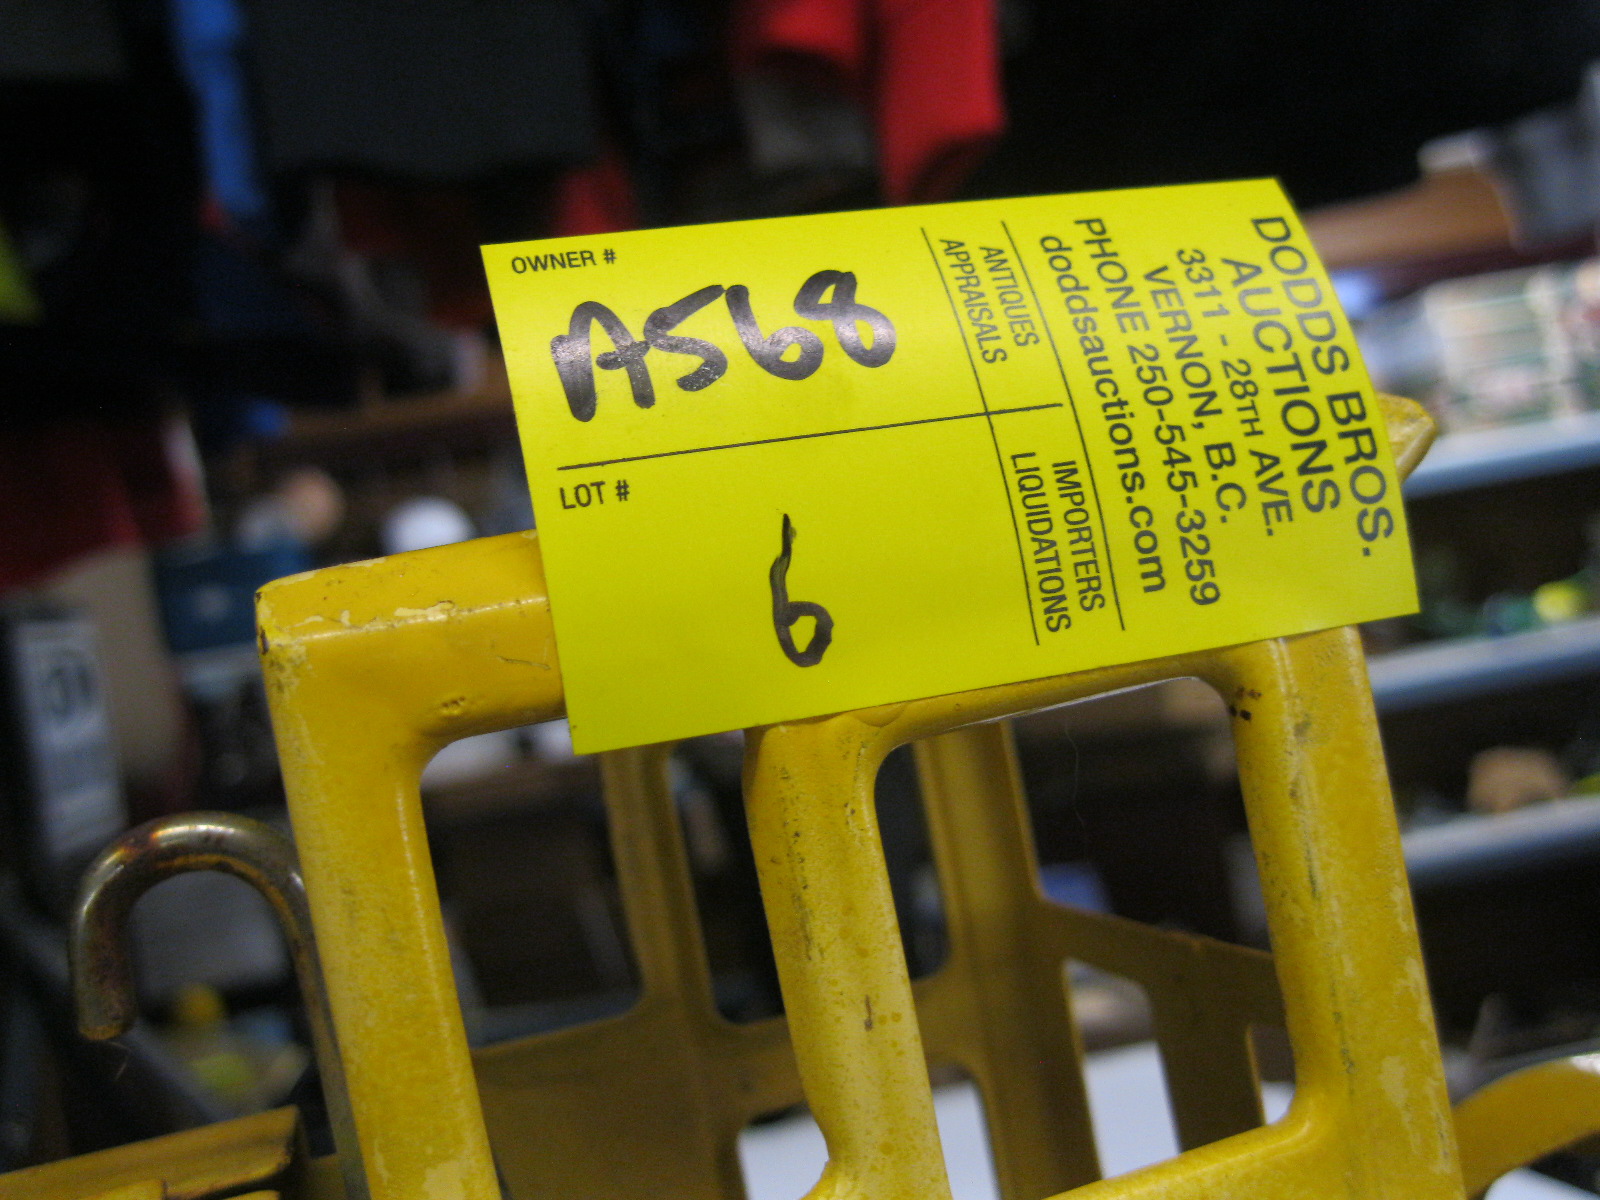 OWNER #
A568
LOT #
6
DODDS BROS.
AUCTIONS
3311 - 28TH AVE.
VERNON, B.C.
PHONE 250-545-3259
doddsauctions.com
ANTIQUES
APPRAISALS
IMPORTERS
LIQUIDATIONS